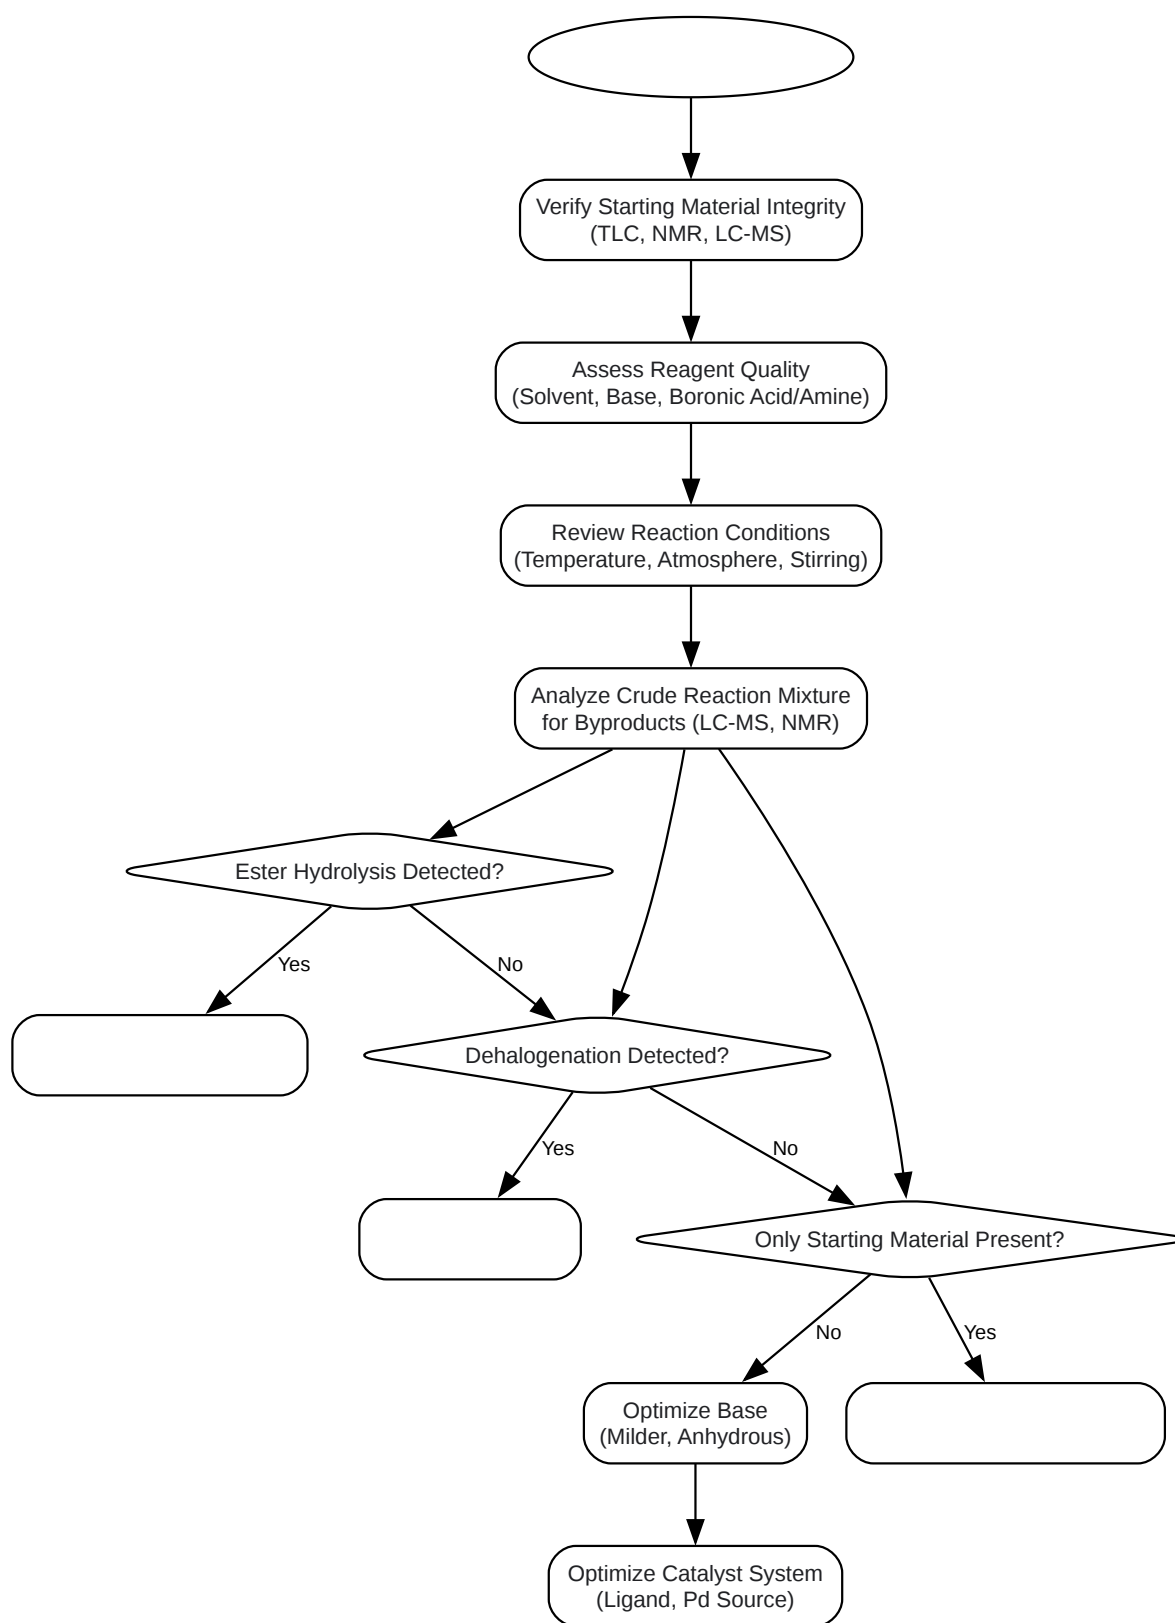 Verify Starting Material Integrity
(TLC, NMR, LC-MS)
Assess Reagent Quality
(Solvent, Base, Boronic Acid/Amine)
Review Reaction Conditions
(Temperature, Atmosphere, Stirring)
Analyze Crude Reaction Mixture
for Byproducts (LC-MS, NMR)
Ester Hydrolysis Detected?
Yes
No
Dehalogenation Detected?
Yes
No
Only Starting Material Present?
No
Yes
Optimize Base
(Milder, Anhydrous)
Optimize Catalyst System
(Ligand, Pd Source)